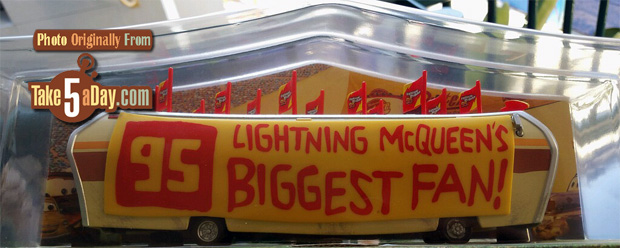 Photo Originally From
Take5aDay.com
95
LIGHTNING McQUEEN'S
BIGGEST FAN!